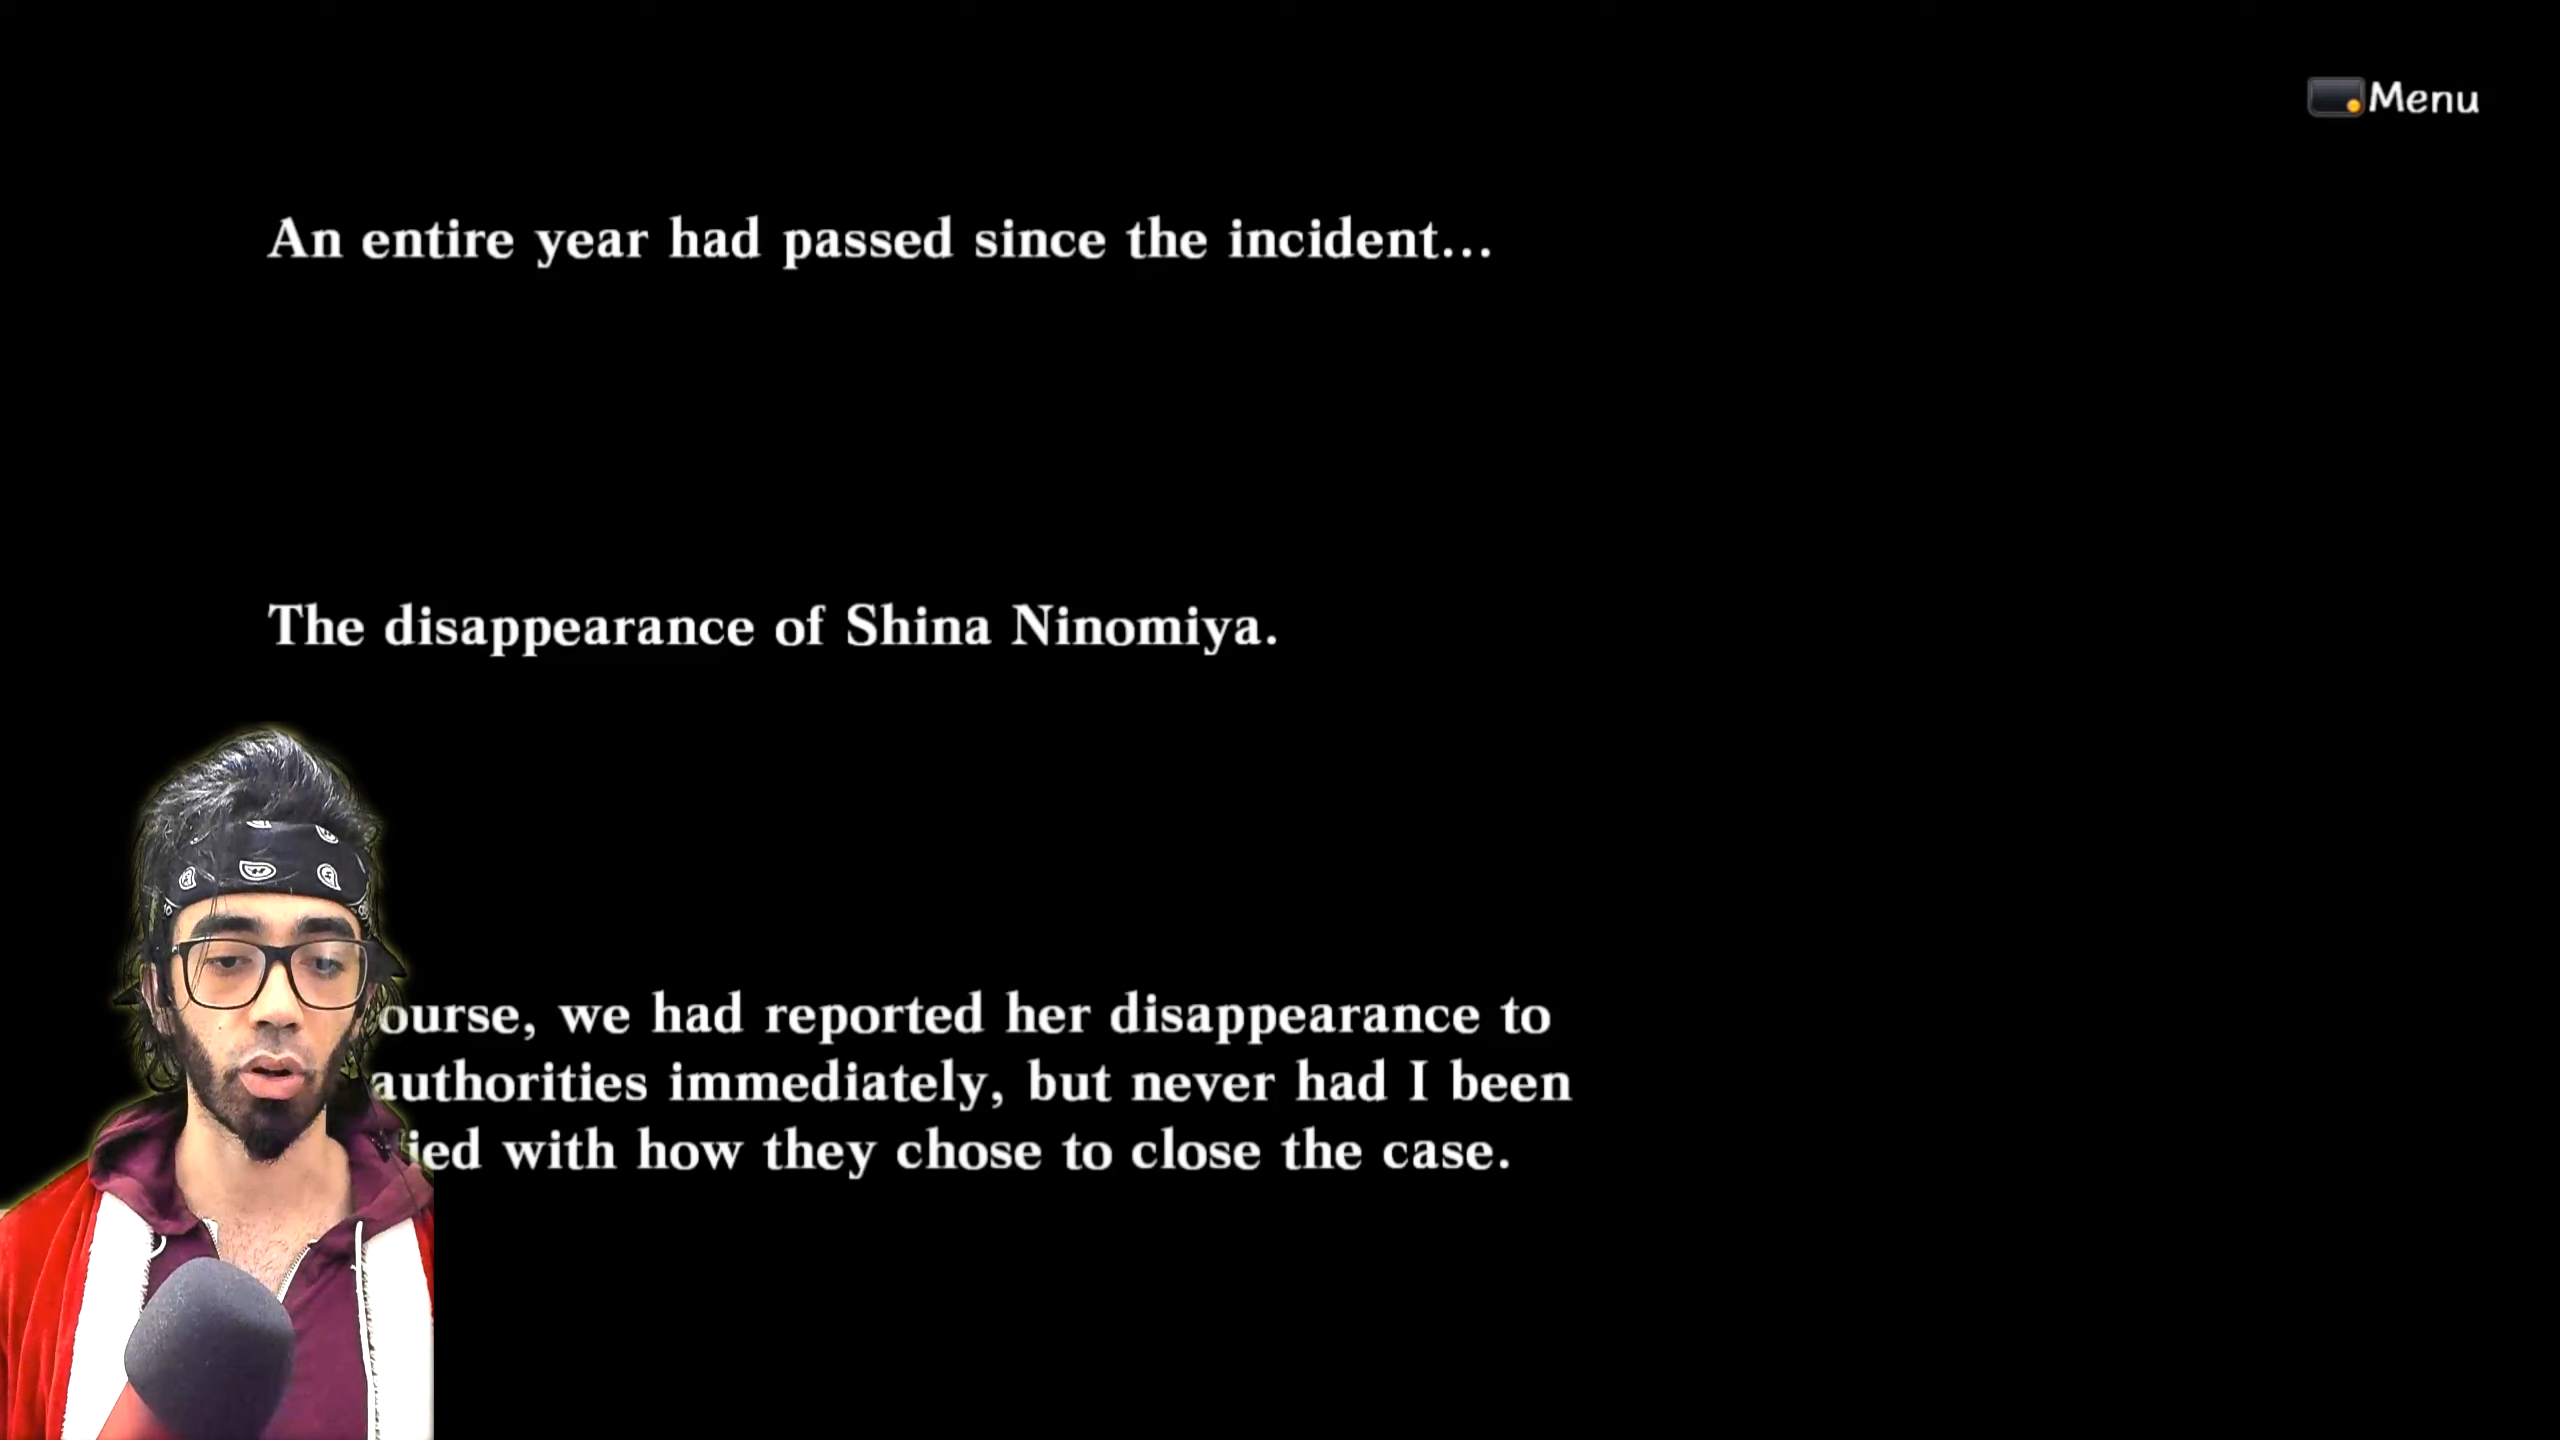 Menu
An entire year had passed since the incident...
The disappearance of Shina Ninomiya.
ourse, we had reported her disappearance to
authorities immediately, but never had I been
ied with how they chose to close the case.